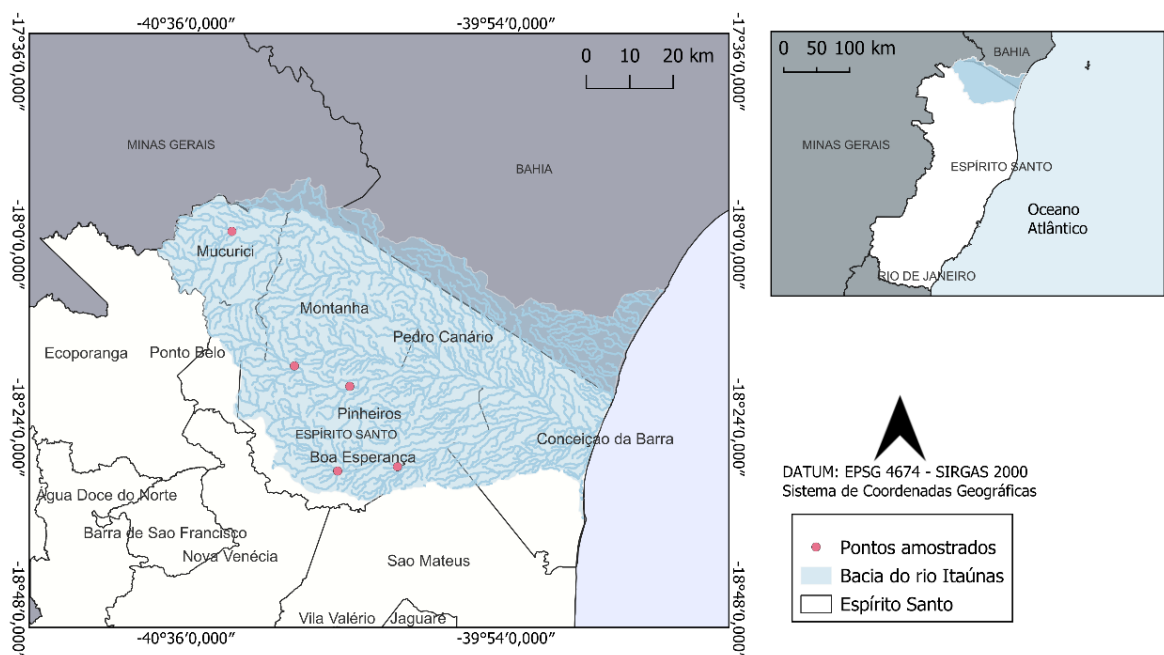 -40°36′0,000″
-39°54′0,000″
-17°36′0,000″
-17°36′0,000″
0 10 20 km
MINAS GERAIS
BAHIA
-18°0′0,000″
-18°0′0,000″
Mucurici
Montanha
Pedro Canário
Ecoporanga
Ponto Belo
Pinheiros
-18°24′0,000″
-18°24′0,000″
ESPÍRITO SANTO
Conceiçao da Barra
Boa Esperança
Água Doce do Norte
Barra de Sao Francisco
Nova Venécia
Sao Mateus
-18°48′0,000″
-18°48′0,000″
Vila Valério
Jaguaré
-40°36′0,000″
-39°54′0,000″
0 50 100 km
BAHIA
MINAS GERAIS
ESPÍRITO SANTO
Oceano
Atlântico
RIO DE JANEIRO
DATUM: EPSG 4674 - SIRGAS 2000
Sistema de Coordenadas Geográficas
Pontos amostrados
Bacia do rio Itaúnas
Espírito Santo